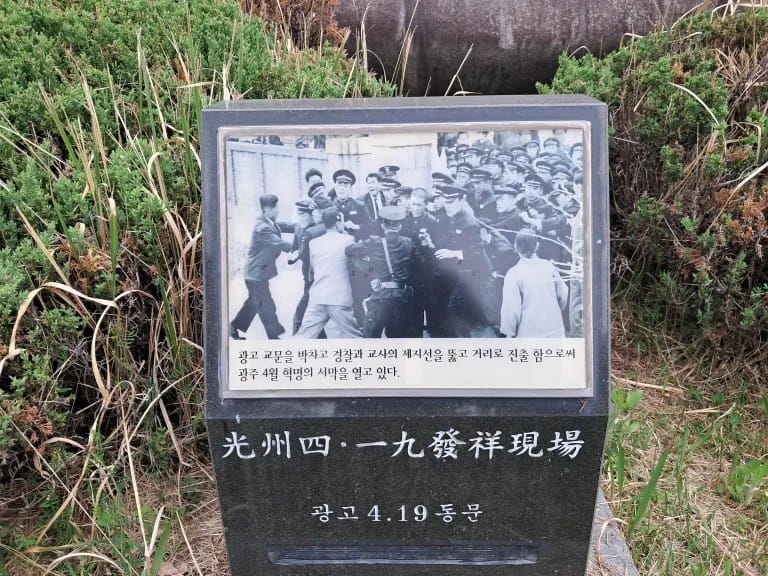 광고 교문을 박차고 경찰과 교사의 제지선을 뚫고 거리로 진출 함으로써
광주 4월 혁명의 서막을 열고 있다.
光州四·一九發祥現場
광고 4.19 동문